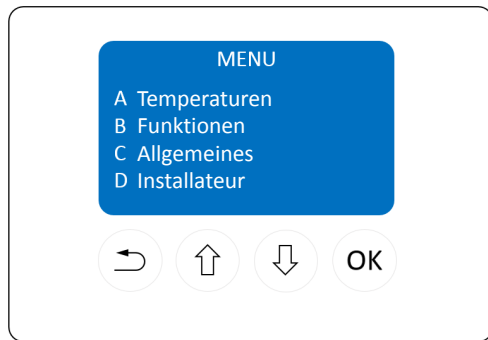 MENU
A Temperaturen
B Funktionen
C Allgemeines
D Installateur
OK